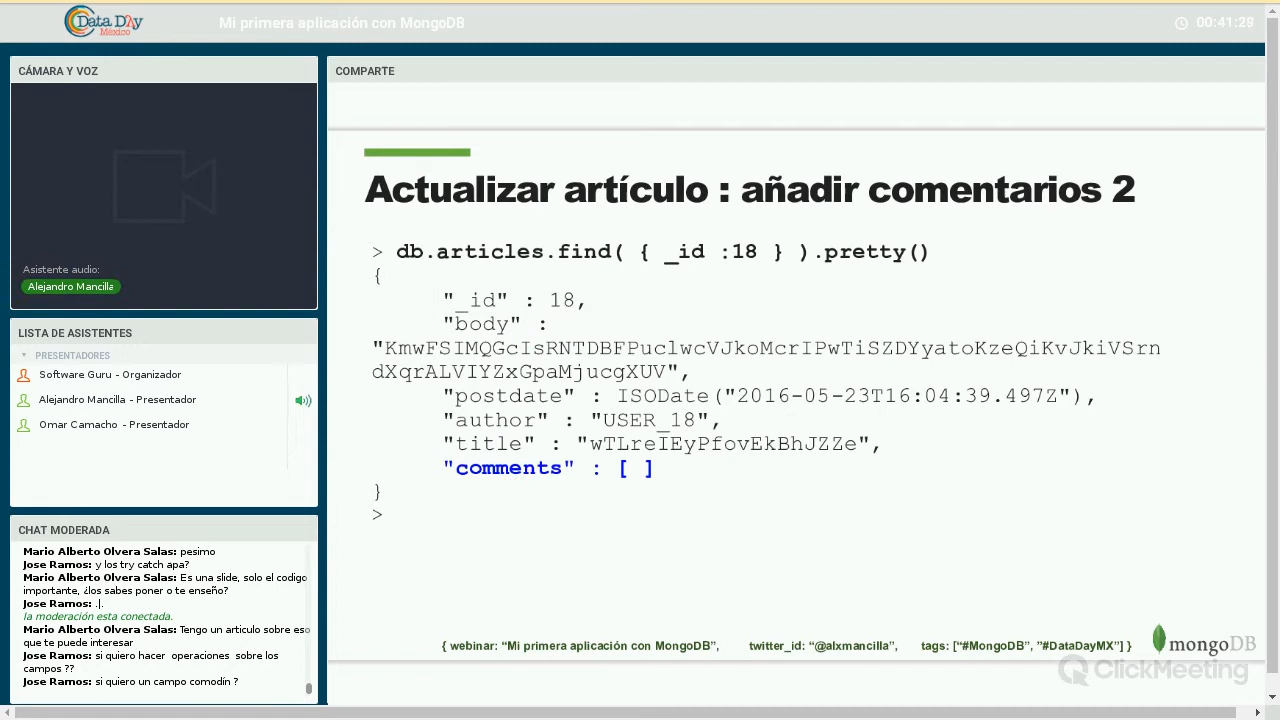 Data Day
México
Mi primera aplicación con MongoDB
00:41:28
CÁMARA Y VOZ
Asistente audio:
Alejandro Mancilla
LISTA DE ASISTENTES
PRESENTADORES
Software Guru - Organizador
Alejandro Mancilla - Presentador
Omar Camacho - Presentador
CHAT MODERADA
Mario Alberto Olvera Salas: pesimo
Jose Ramos: y los try catch apa?
Mario Alberto Olvera Salas: Es una slide, solo el codigo
importante, ¿los sabes poner o te enseño?
Jose Ramos: .|.
la moderación esta conectada.
Mario Alberto Olvera Salas: Tengo un articulo sobre eso
que te puede interesar
Jose Ramos: si quiero hacer operaciones sobre los
campos ??
Jose Ramos: si quiero un campo comodín ?
COMPARTE
Actualizar artículo : añadir comentarios 2
> db.articles.find( { _id :18 } ).pretty()
{
"_id" : 18,
"body" :
"KmwFSIMQGcIsRNTDBFPuclwcVJkoMcrIPwTiSZDYyatoKzeQiKvJkiVSrn
dXqrALVIYZxGpaMjucgXUV",
"postdate" : ISODate("2016-05-23T16:04:39.497Z"),
"author" : "USER_18",
"title" : "wTLreIEyPfovEkBhJZZe",
"comments" : [ ]
}
>
{ webinar: “Mi primera aplicación con MongoDB”, twitter_id: “@alxmancilla”, tags: [“#MongoDB”, ”#DataDayMX”] }
mongoDB
ClickMeeting